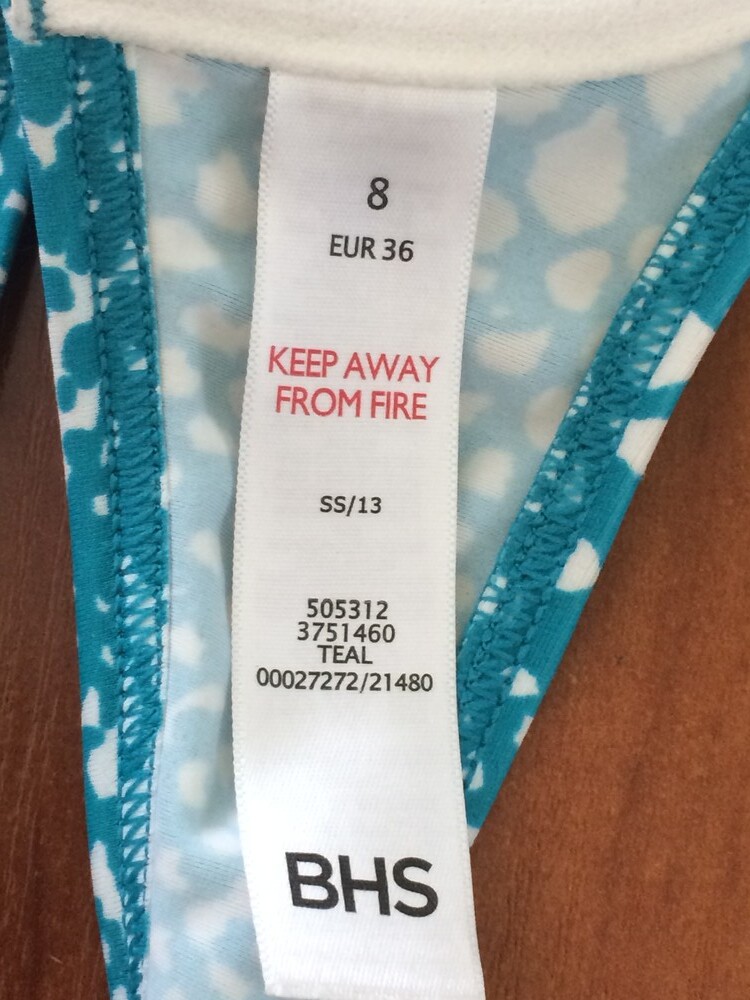 8
EUR 36
KEEP AWAY
FROM FIRE
SS/13
505312
3751460
TEAL
00027272/21480
BHS